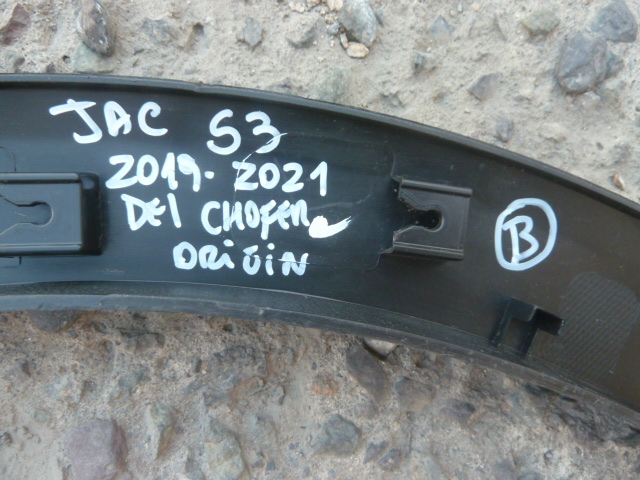 JAC S3
2019-2021
DEl CHOFER
ORiGiN
B